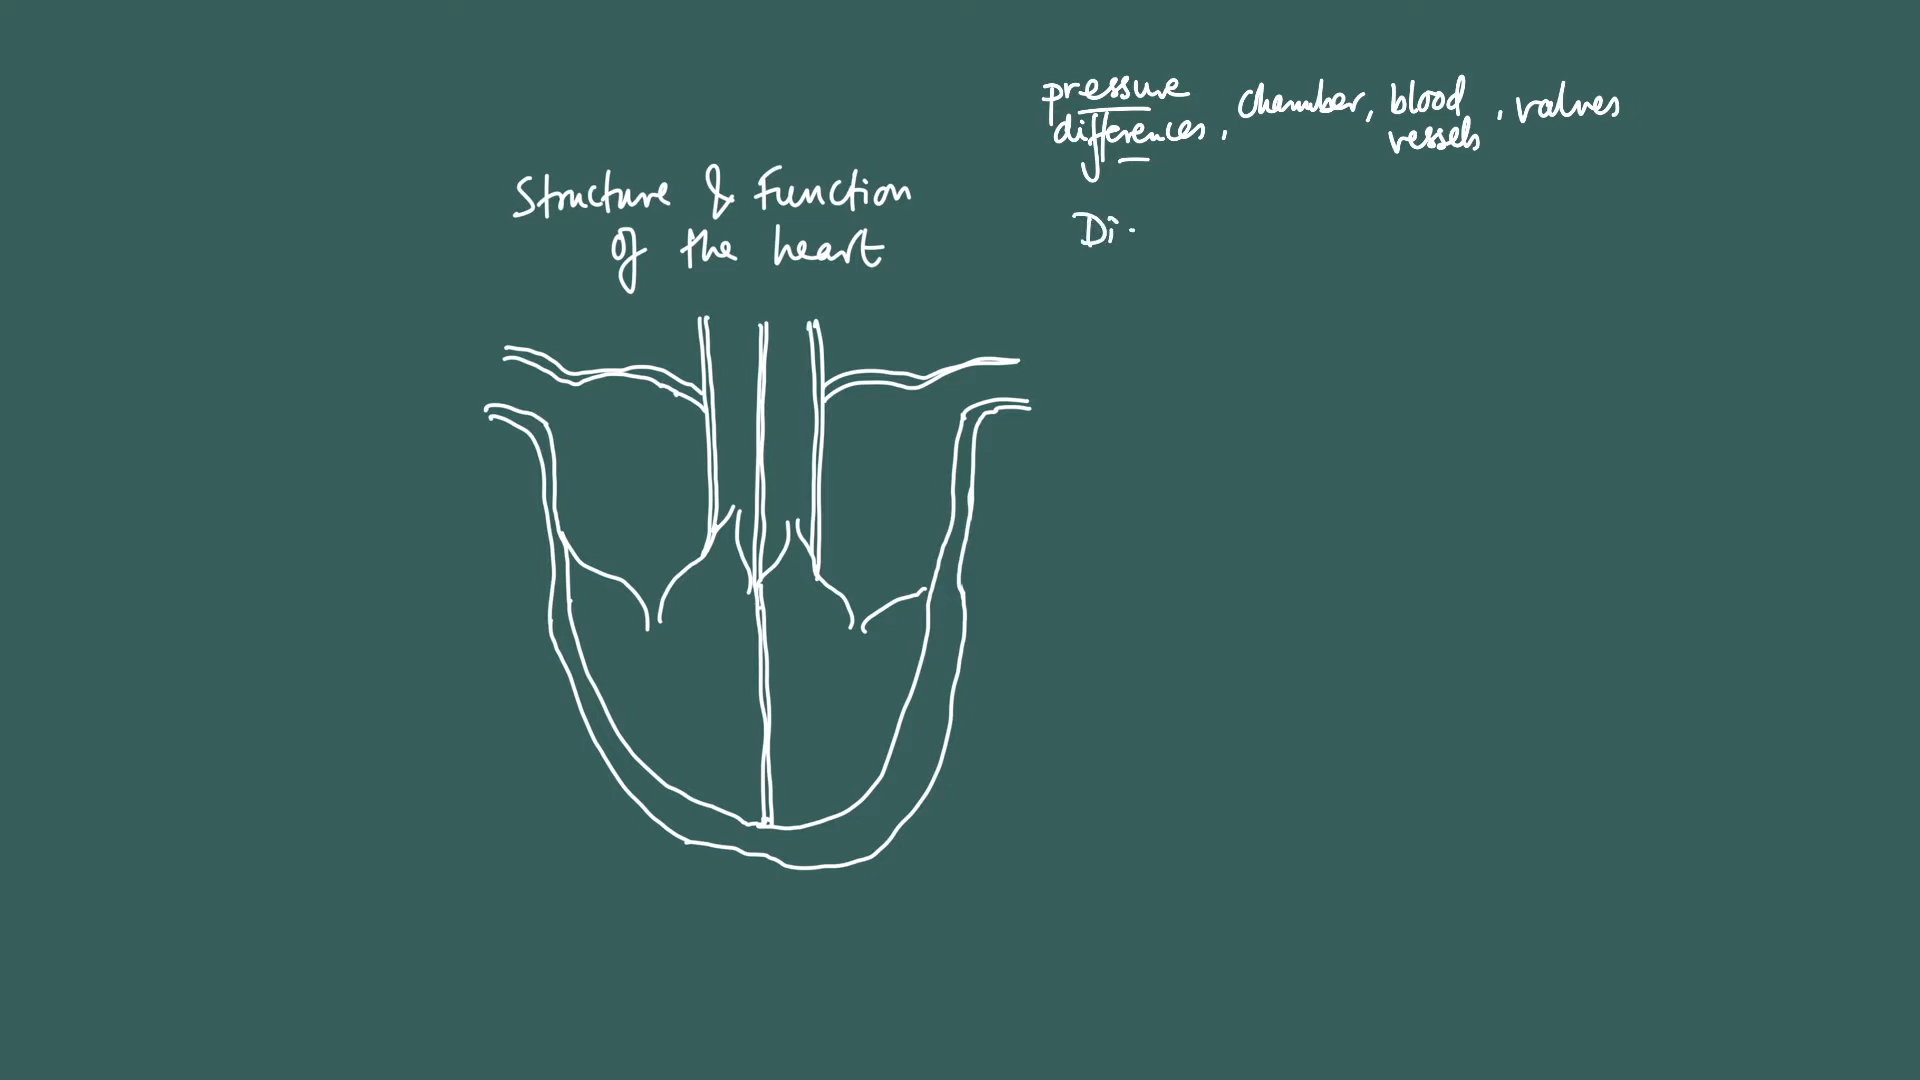 pressure
differences, chamber, blood vessels, valves
Structure & Function
of the heart
Di.